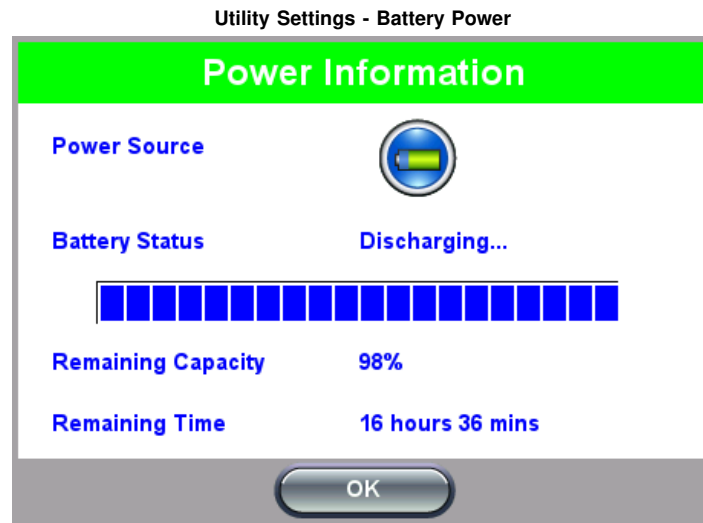 Utility Settings - Battery Power
Power Information
Power Source
Battery Status Discharging...
Remaining Capacity 98%
Remaining Time 16 hours 36 mins
OK